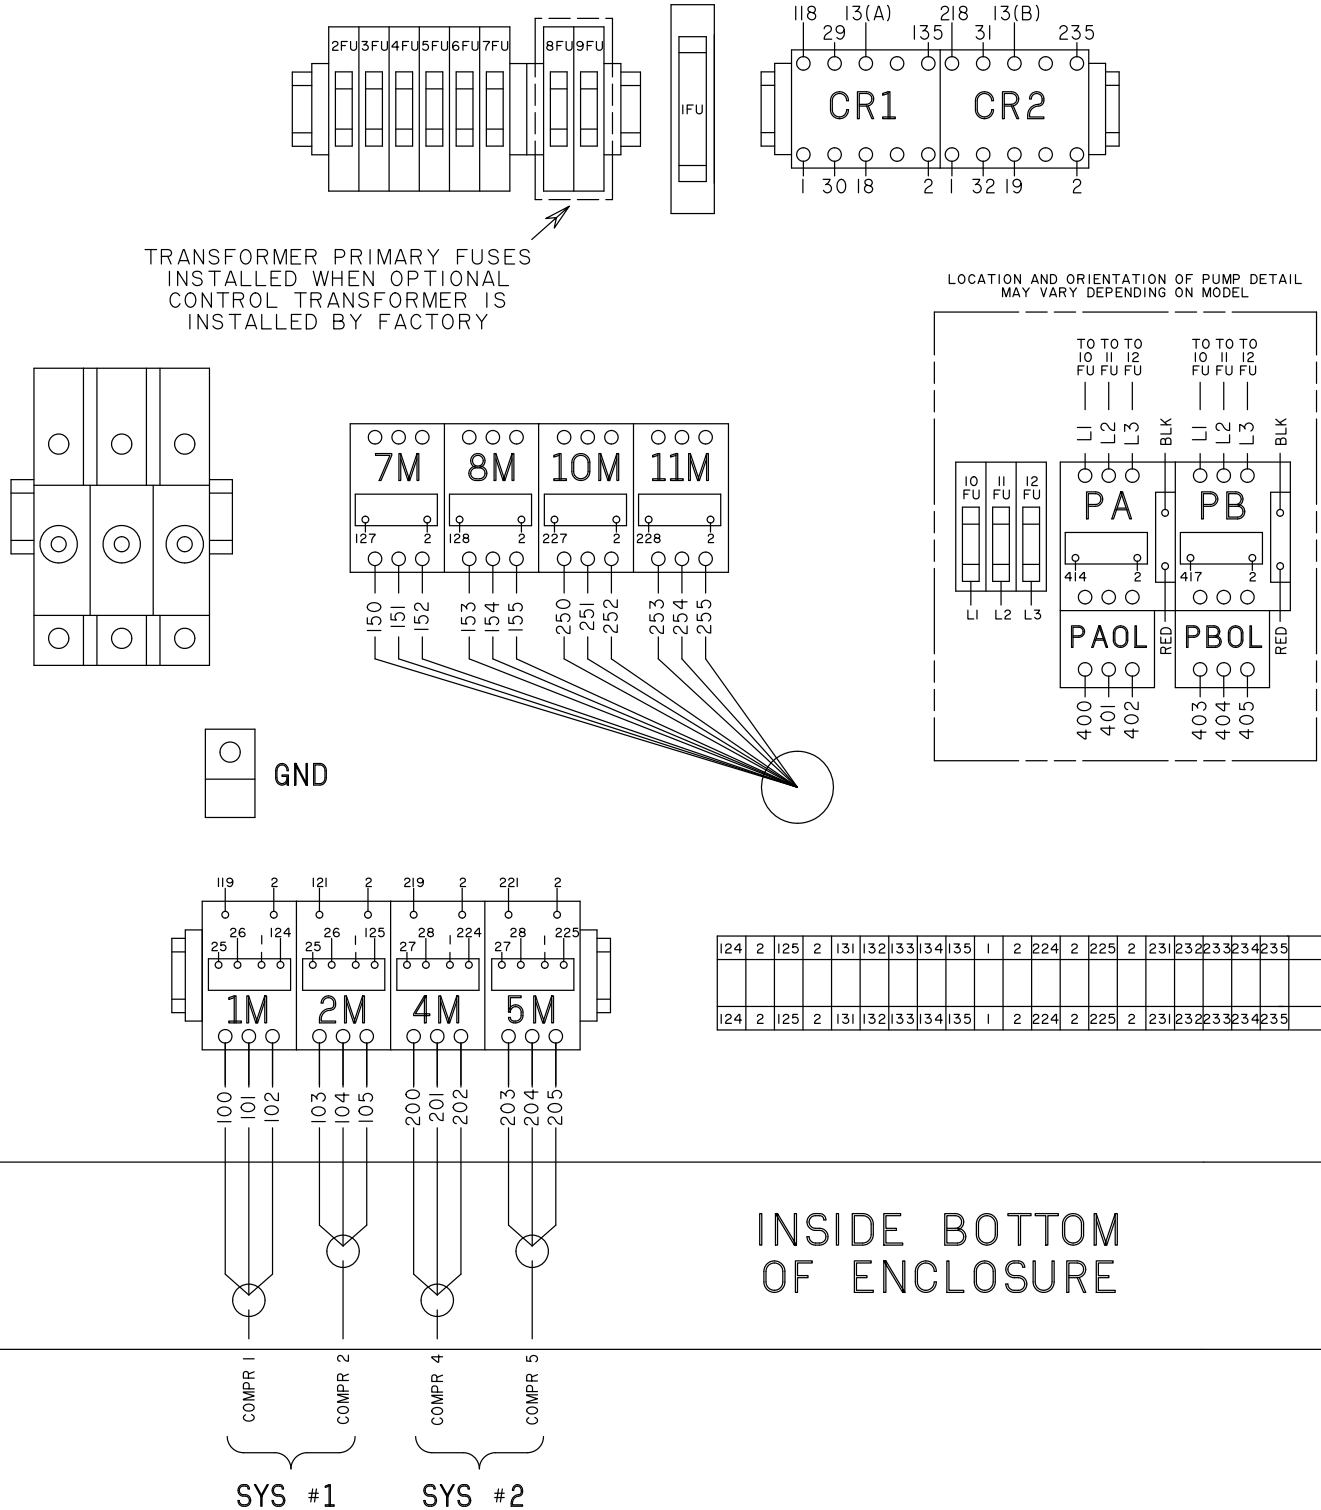 118 13(A) 218 13(B)
29 135 31 235
2FU 3FU 4FU 5FU 6FU 7FU 8FU 9FU
1FU
CR1 CR2
1 30 18 2 1 32 19 2
TRANSFORMER PRIMARY FUSES
INSTALLED WHEN OPTIONAL
CONTROL TRANSFORMER IS
INSTALLED BY FACTORY
LOCATION AND ORIENTATION OF PUMP DETAIL
MAY VARY DEPENDING ON MODEL
TO 10 FU
TO 11 FU
TO 12 FU
TO 10 FU
TO 11 FU
TO 12 FU
L1 L2 L3 BLK L1 L2 L3 BLK
10 FU
11 FU
12 FU
PA PB
414 2 417 2
L1 L2 L3
PAOL RED PBOL RED
400 401 402 403 404 405
7M 8M 10M 11M
127 2 128 2 227 2 228 2
150 151 152 153 154 155 250 251 252 253 254 255
GND
119 2 121 2 219 2 221 2
26 1 124 26 1 125 28 1 224 28 1 225
25 25 27 27
1M 2M 4M 5M
100 101 102 103 104 105 200 201 202 203 204 205
124 2 125 2 131 132 133 134 135 1 2 224 2 225 2 231 232 233 234 235
124 2 125 2 131 132 133 134 135 1 2 224 2 225 2 231 232 233 234 235
INSIDE BOTTOM
OF ENCLOSURE
COMPR 1
COMPR 2
COMPR 4
COMPR 5
SYS #1 SYS #2